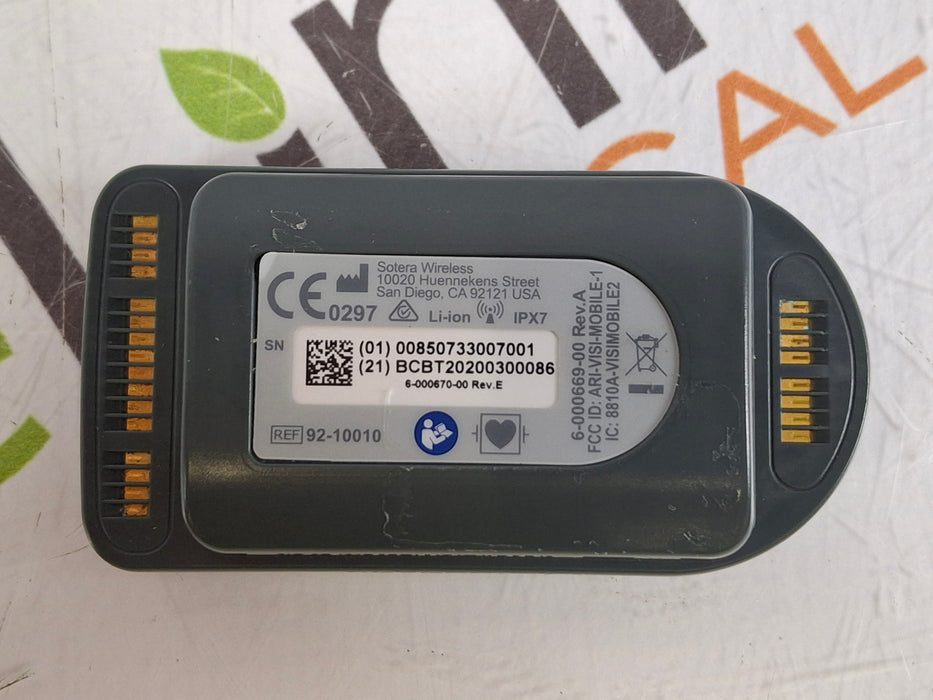 CAL
CE 0297
Sotera Wireless
10020 Huennekens Street
San Diego, CA 92121 USA
Li-ion
IPX7
SN
(01) 00850733007001
(21) BCBT20200300086
6-000670-00 Rev.E
REF 92-10010
6-000669-00 Rev.A
FCC ID: ARI-VISI-MOBILE-1
IC: 8810A-VISIMOBILE2